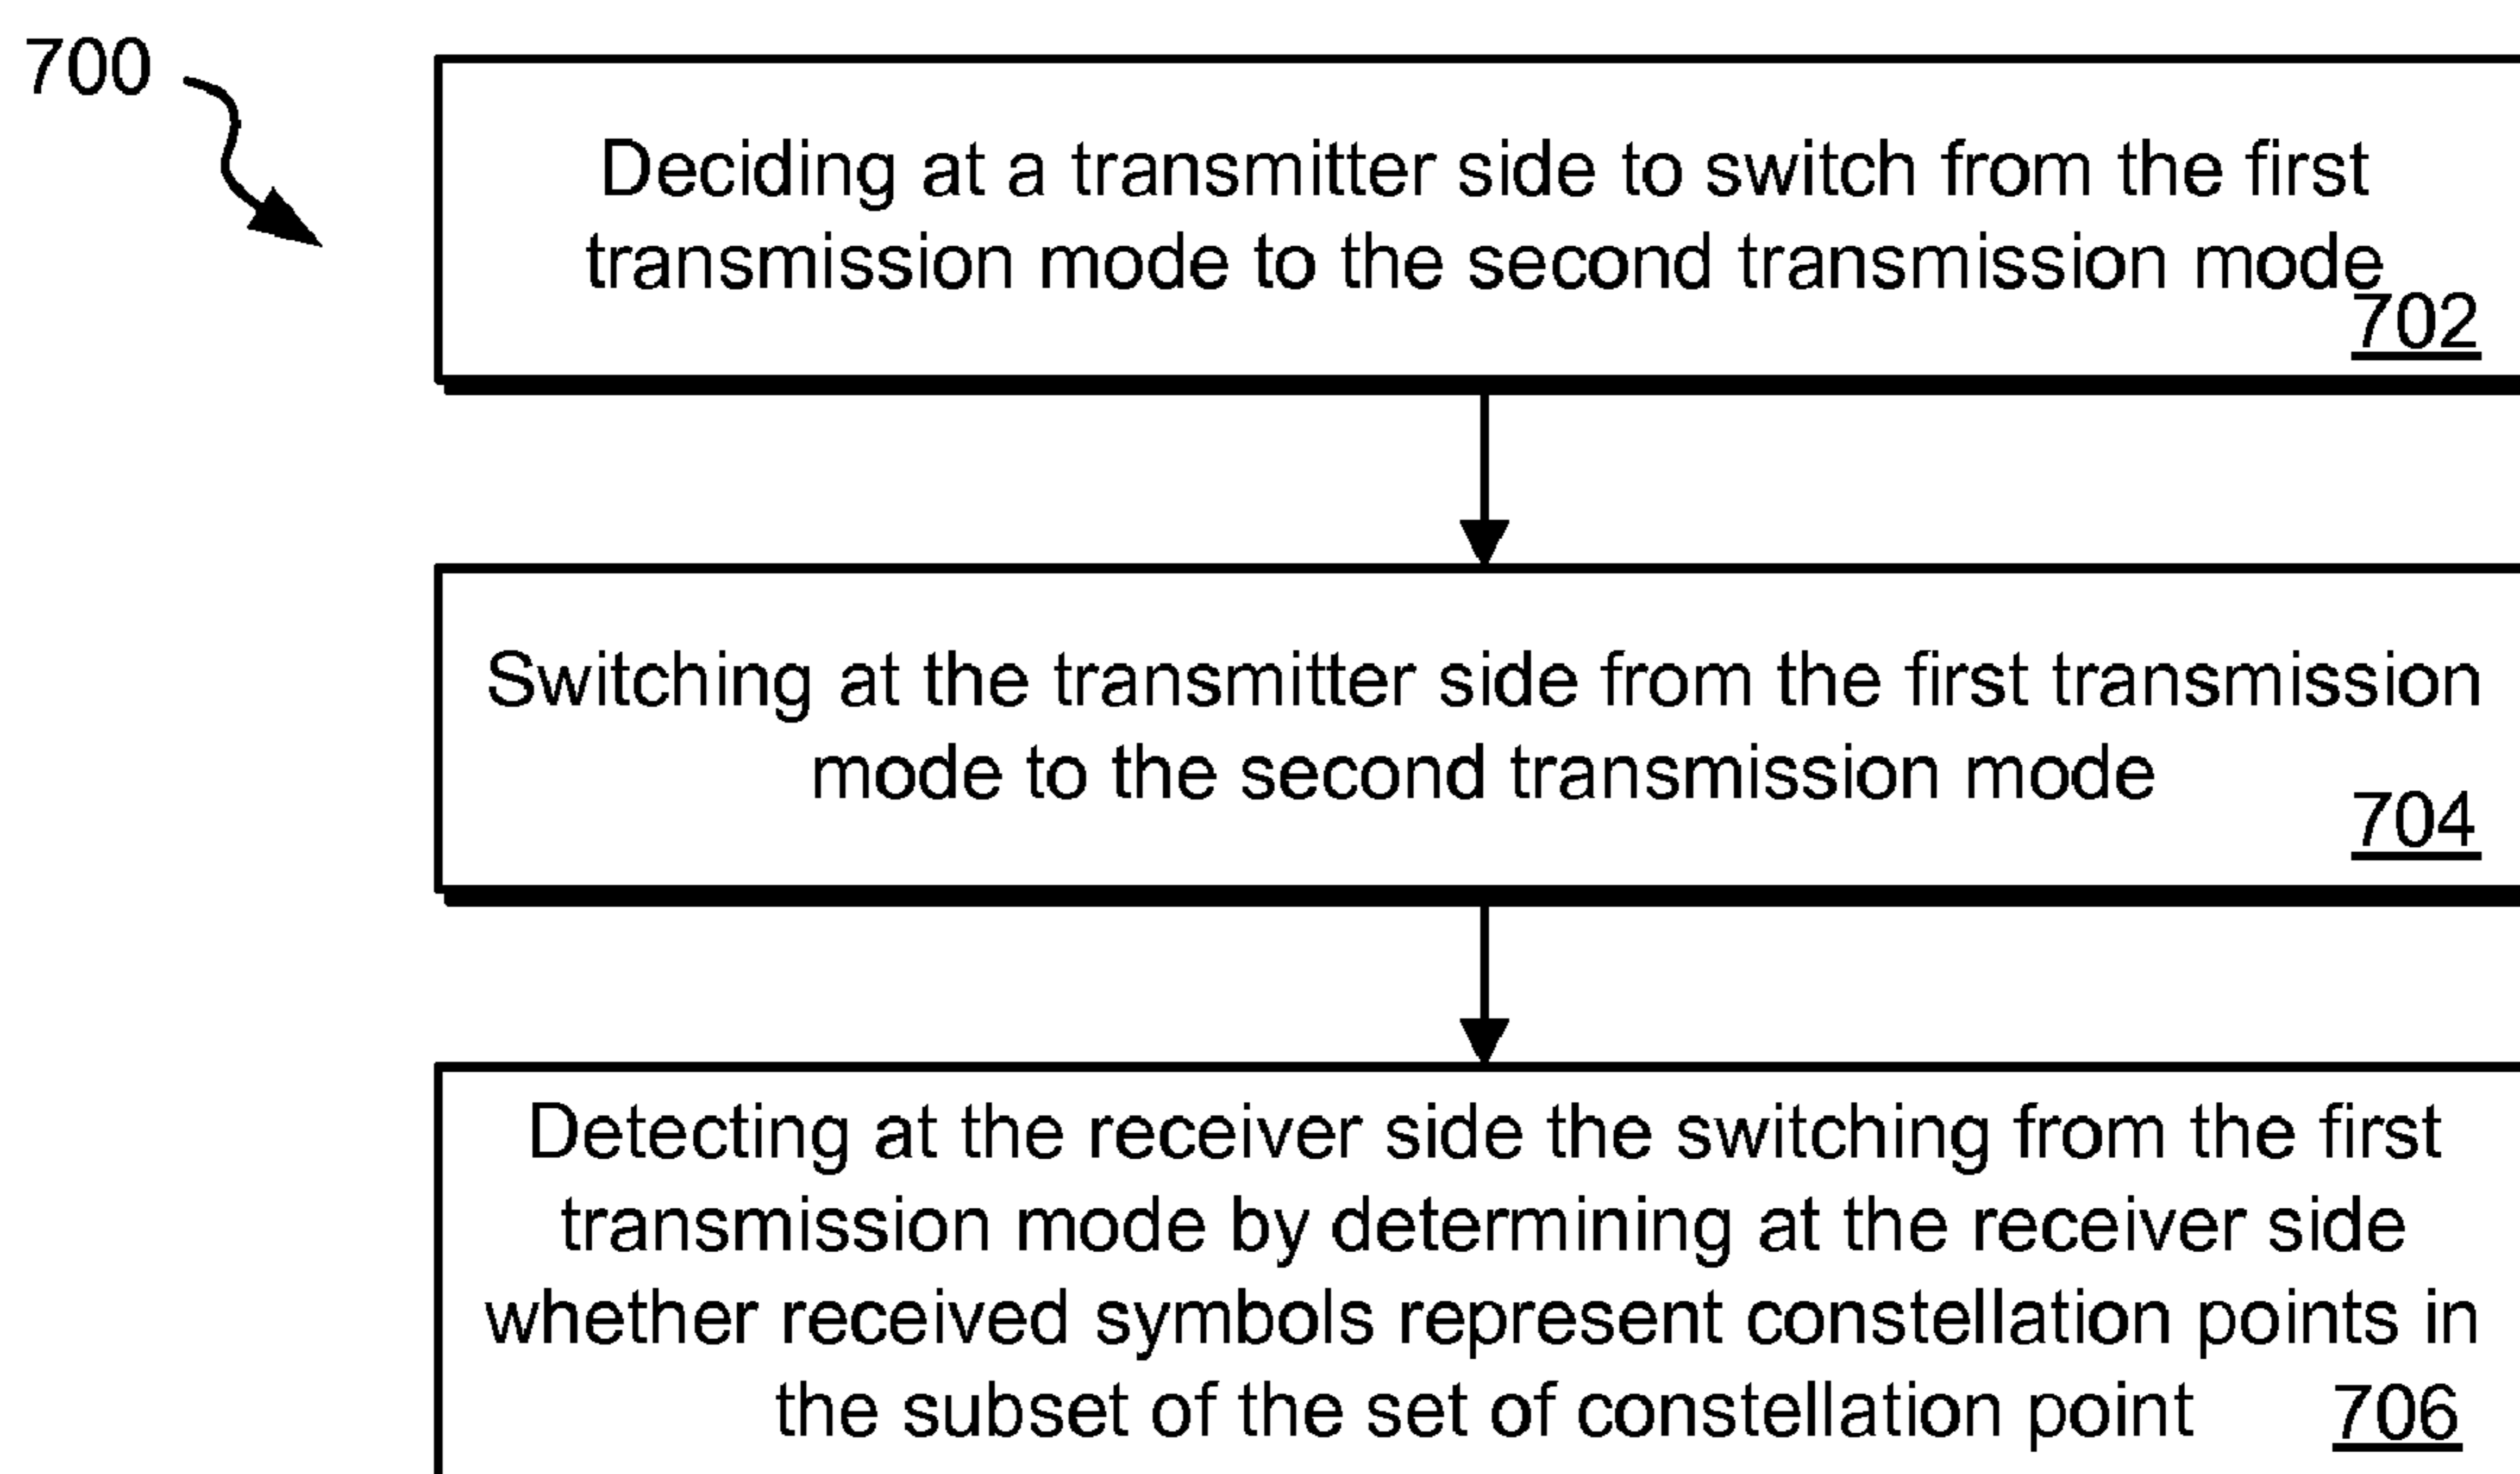 700
Deciding at a transmitter side to switch from the first
transmission mode to the second transmission mode
702
Switching at the transmitter side from the first transmission
mode to the second transmission mode
704
Detecting at the receiver side the switching from the first
transmission mode by determining at the receiver side
whether received symbols represent constellation points in
the subset of the set of constellation point 706